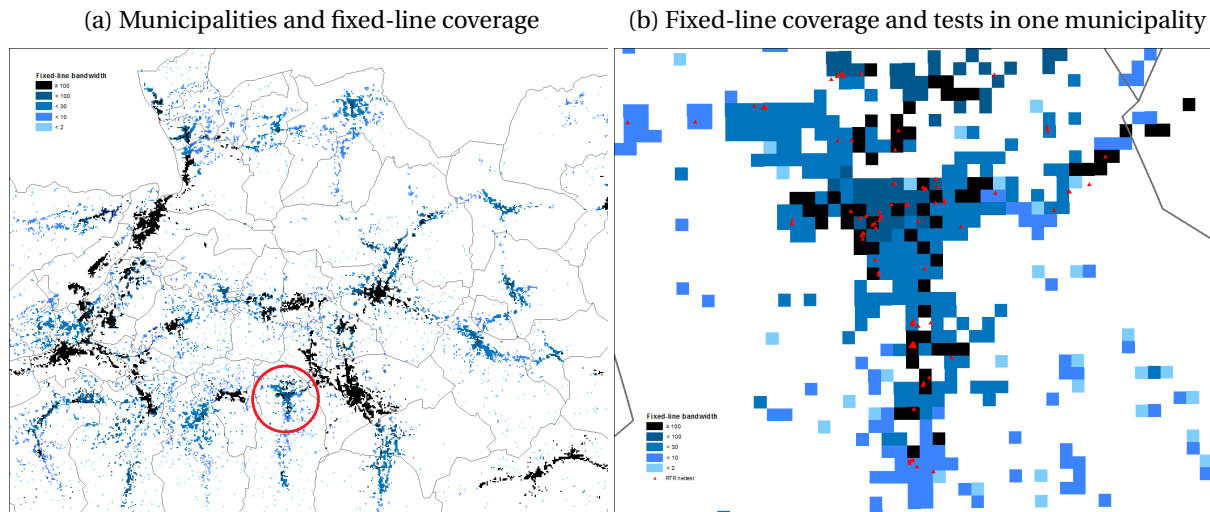 (a) Municipalities and fixed-line coverage
(b) Fixed-line coverage and tests in one municipality
Fixed-line bandwidth
≥ 100
< 100
< 30
< 10
< 2
Fixed-line bandwidth
≥ 100
< 100
< 30
< 10
< 2
RTR nettest